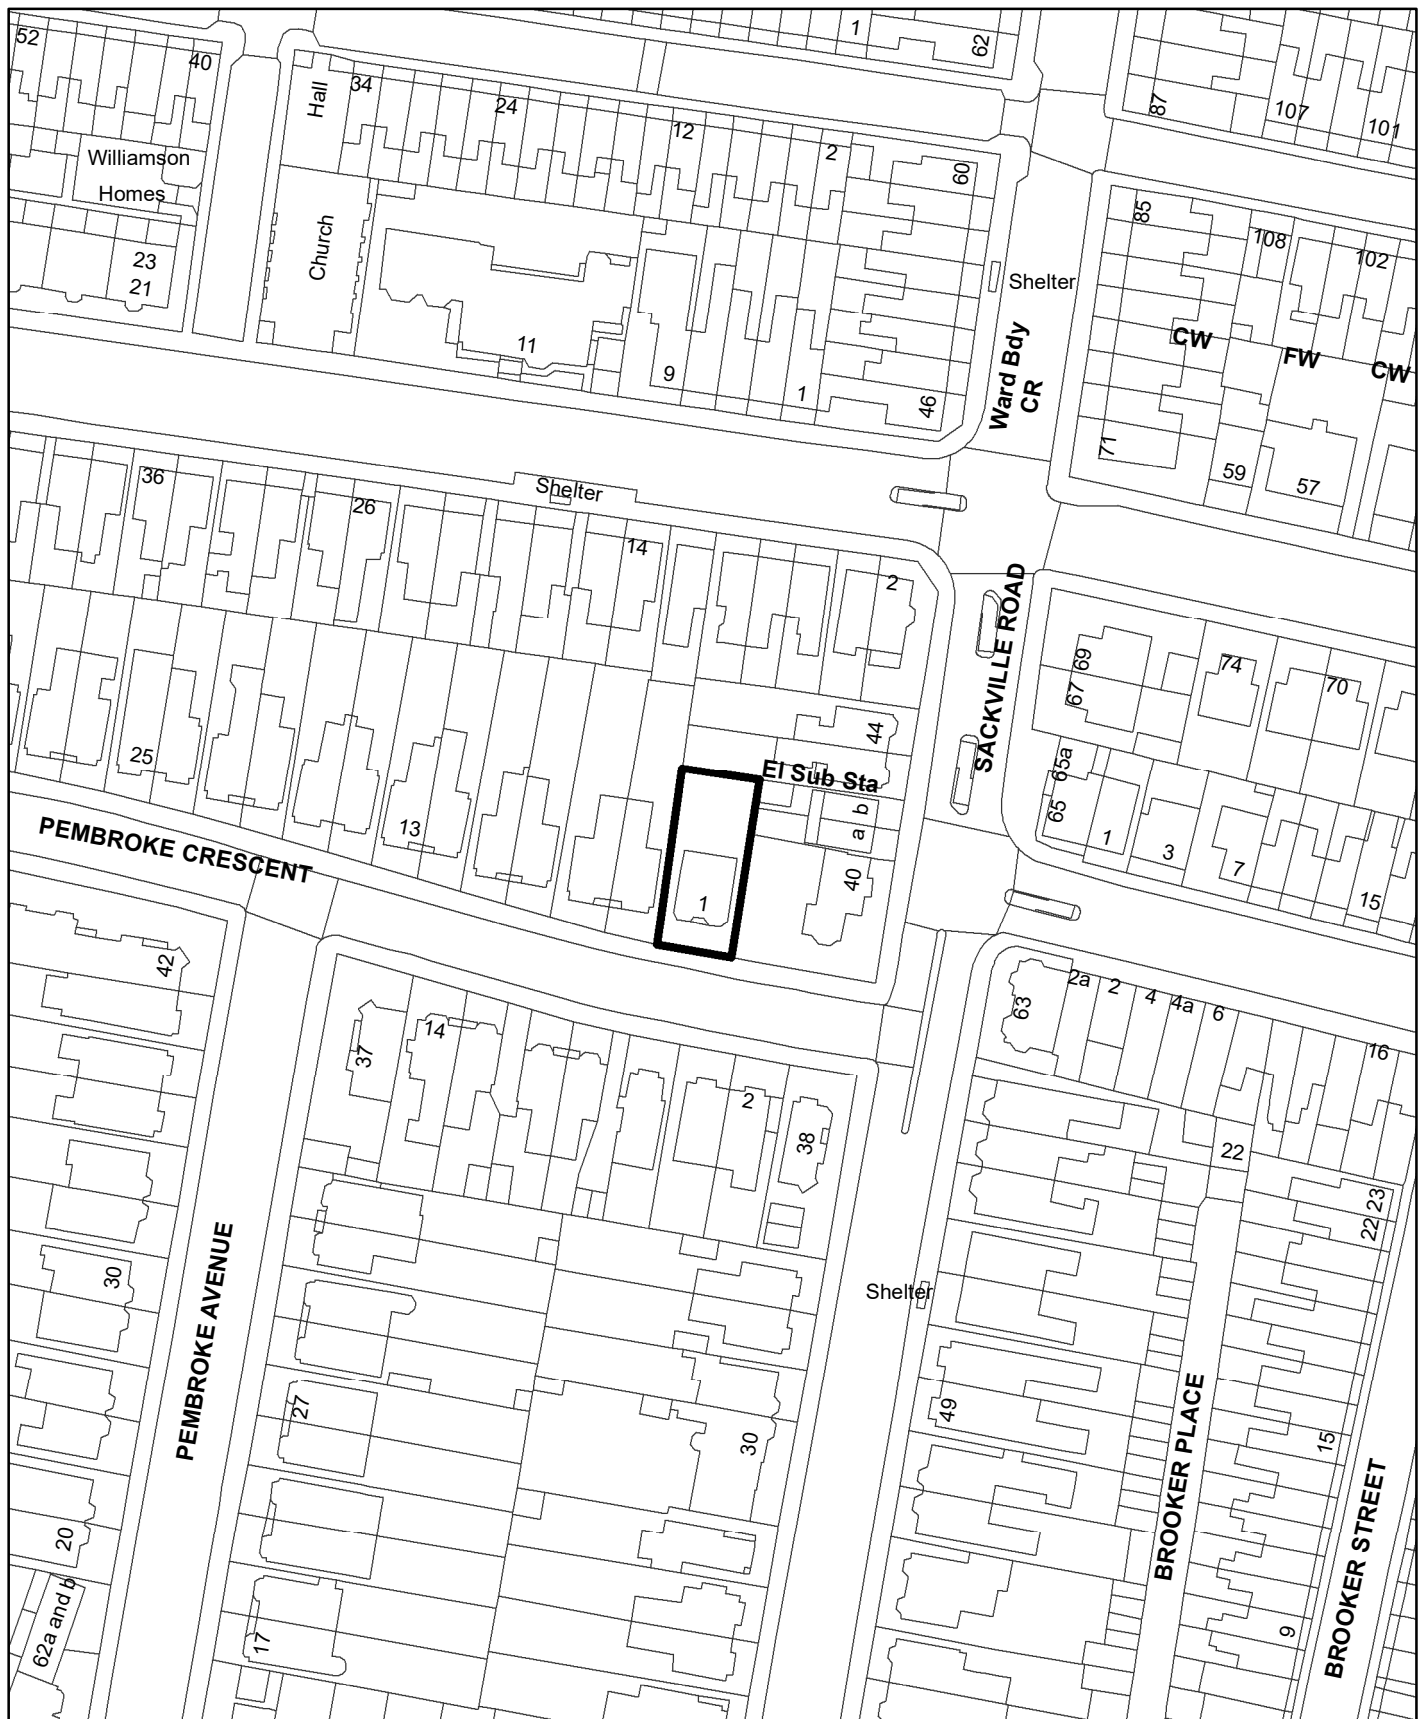 52
40
1
62
34
24
12
2
60
87
107
101
Hall
Williamson
Homes
23
21
Church
11
9
1
46
Shelter
Ward Bdy
CR
85
108
102
CW
FW
CW
71
59
57
36
26
Shelter
14
2
SACKVILLE ROAD
69
67
74
70
25
13
44
El Sub Sta
b
a
40
1
65a
65
1
3
7
15
PEMBROKE CRESCENT
42
37
14
2
38
63
2a
2
4
4a
6
16
22
23
22
30
PEMBROKE AVENUE
Shelter
27
30
49
15
BROOKER PLACE
BROOKER STREET
20
62a and b
17
9